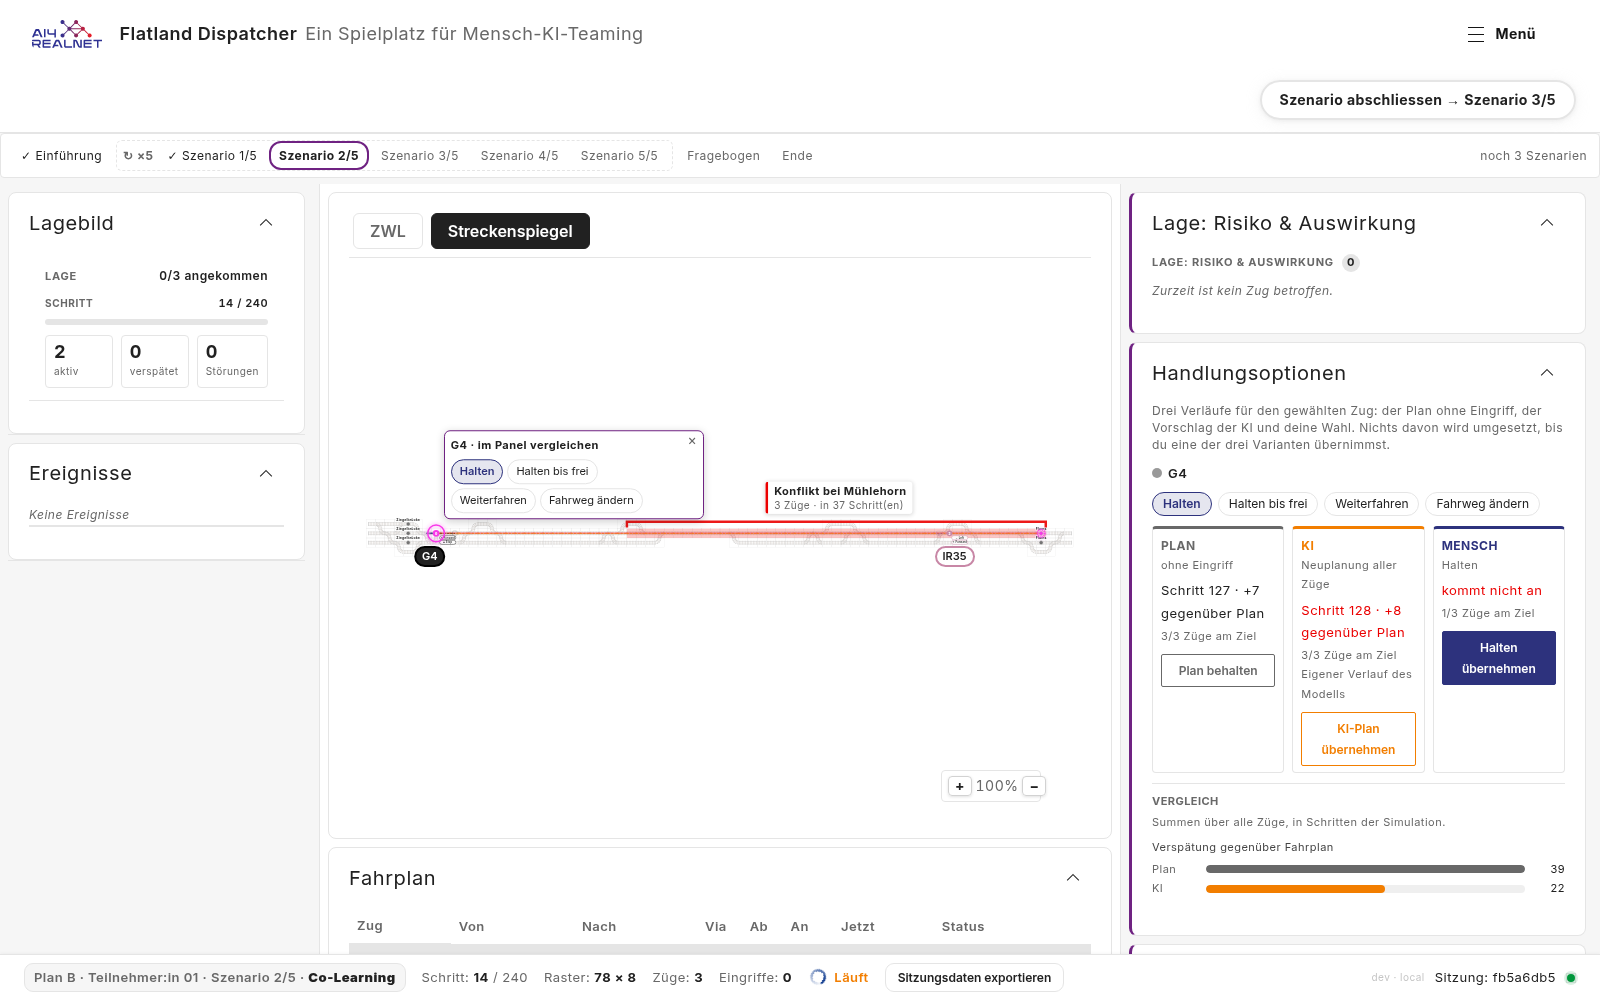 AI4 REALNET
Flatland Dispatcher Ein Spielplatz für Mensch-KI-Teaming
Menü
Szenario abschliessen → Szenario 3/5
✓ Einführung ↻ ×5 ✓ Szenario 1/5 Szenario 2/5 Szenario 3/5 Szenario 4/5 Szenario 5/5 Fragebogen Ende noch 3 Szenarien
Lagebild
LAGE 0/3 angekommen
SCHRITT 14 / 240
2 0 0
aktiv verspätet Störungen
Ereignisse
Keine Ereignisse
ZWL Streckenspiegel
G4 · im Panel vergleichen ×
Halten Halten bis frei
Weiterfahren Fahrweg ändern
Konflikt bei Mühlehorn
3 Züge · in 37 Schritt(en)
Ziegelbrücke
Ziegelbrücke
Ziegelbrücke
G4
IR35
+ 100% −
Fahrplan
Zug Von Nach Via Ab An Jetzt Status
Lage: Risiko & Auswirkung
LAGE: RISIKO & AUSWIRKUNG 0
Zurzeit ist kein Zug betroffen.
Handlungsoptionen
Drei Verläufe für den gewählten Zug: der Plan ohne Eingriff, der
Vorschlag der KI und deine Wahl. Nichts davon wird umgesetzt, bis
du eine der drei Varianten übernimmst.
G4
Halten Halten bis frei Weiterfahren Fahrweg ändern
PLAN
ohne Eingriff
Schritt 127 · +7
gegenüber Plan
3/3 Züge am Ziel
Plan behalten
KI
Neuplanung aller
Züge
Schritt 128 · +8
gegenüber Plan
3/3 Züge am Ziel
Eigener Verlauf des
Modells
KI-Plan
übernehmen
MENSCH
Halten
kommt nicht an
1/3 Züge am Ziel
Halten
übernehmen
VERGLEICH
Summen über alle Züge, in Schritten der Simulation.
Verspätung gegenüber Fahrplan
Plan 39
KI 22
Plan B · Teilnehmer:in 01 · Szenario 2/5 · Co-Learning Schritt: 14 / 240 Raster: 78 × 8 Züge: 3 Eingriffe: 0 Läuft Sitzungsdaten exportieren dev · local Sitzung: fb5a6db5